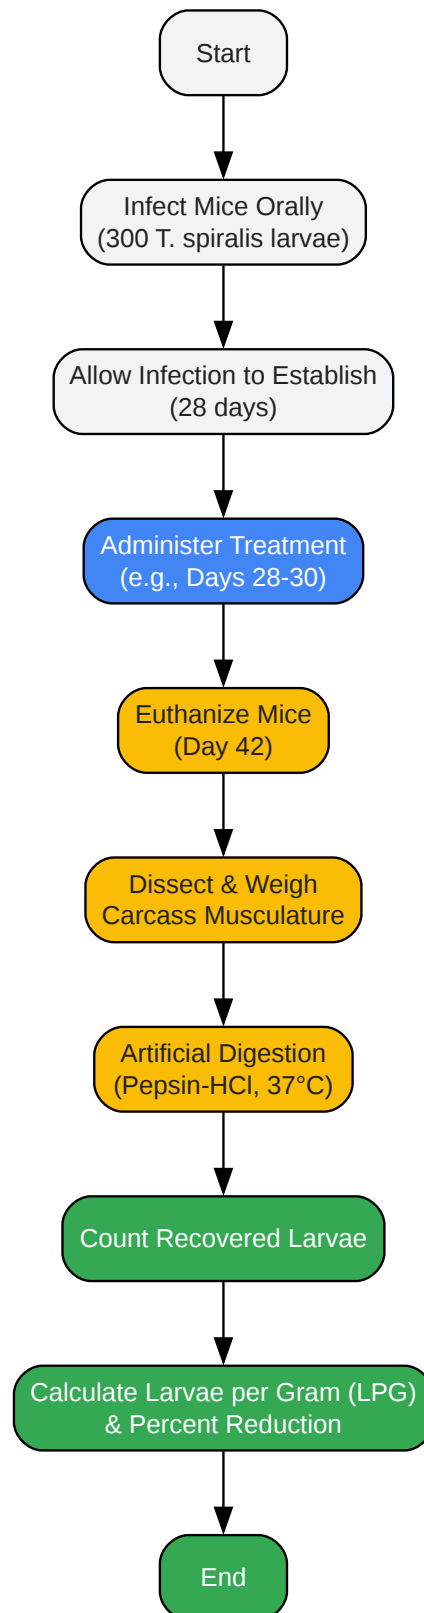 Start
Infect Mice Orally
(300 T. spiralis larvae)
Allow Infection to Establish
(28 days)
Administer Treatment
(e.g., Days 28-30)
Euthanize Mice
(Day 42)
Dissect & Weigh
Carcass Musculature
Artificial Digestion
(Pepsin-HCl, 37°C)
Count Recovered Larvae
Calculate Larvae per Gram (LPG)
& Percent Reduction
End